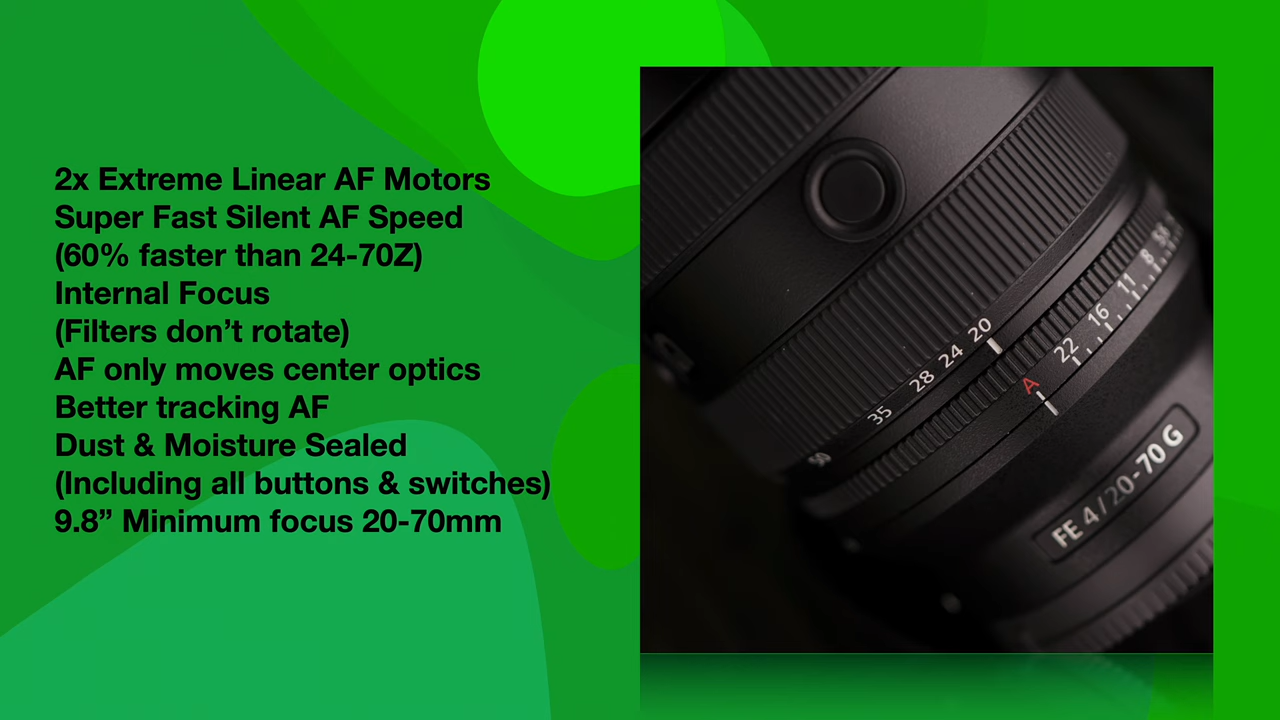 2x Extreme Linear AF Motors
Super Fast Silent AF Speed
(60% faster than 24-70Z)
Internal Focus
(Filters don’t rotate)
AF only moves center optics
Better tracking AF
Dust & Moisture Sealed
(Including all buttons & switches)
9.8” Minimum focus 20-70mm
50 35 28 24 20
A 22 16 11 8
FE 4/20-70 G